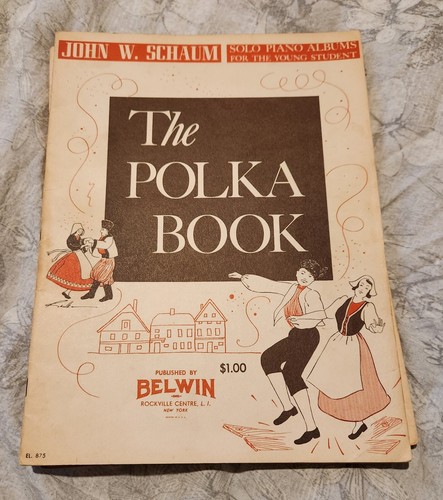 JOHN W. SCHAUM
SOLO PIANO ALBUMS
FOR THE YOUNG STUDENT
The
POLKA
BOOK
$1.00
PUBLISHED BY
BELWIN
ROCKVILLE CENTRE, L. I.
NEW YORK
EL. 875